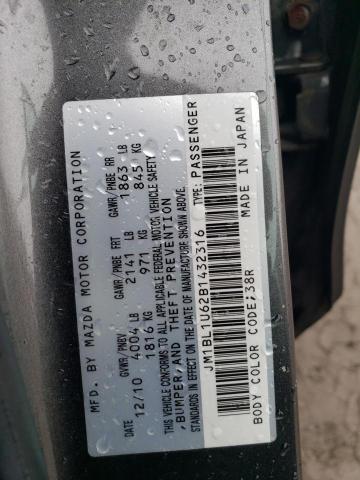 MFD. BY MAZDA MOTOR CORPORATION
GVWR/PNBV GAWR/PNBE FRT GAWR/PNBE RR
12/10 4004 LB 2141 LB 1863 LB
1816 KG 971 KG 845 KG
THIS VEHICLE CONFORMS TO ALL APPLICABLE FEDERAL MOTOR VEHICLE SAFETY
, BUMPER, AND THEFT PREVENTION
STANDARDS IN EFFECT ON THE DATE OF MANUFACTURE SHOWN ABOVE.
JM1BL1U62B1432316 TYPE: PASSENGER
BODY COLOR CODE:38R MADE IN JAPAN